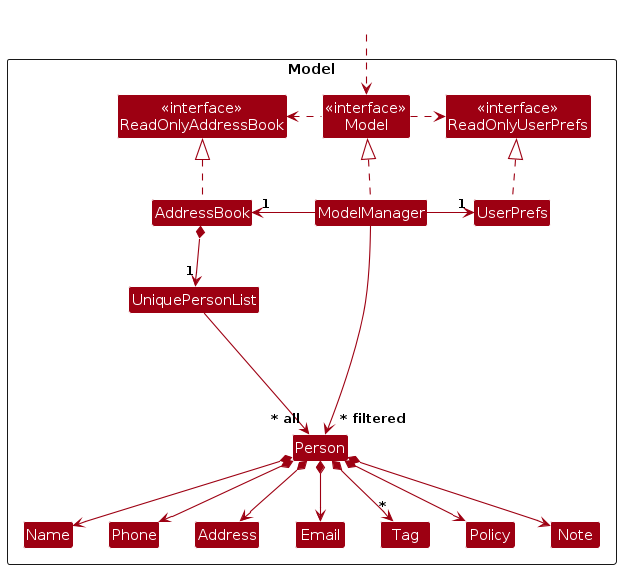 Model
«interface»
ReadOnlyAddressBook
«interface»
Model
«interface»
ReadOnlyUserPrefs
AddressBook
1
ModelManager
1
UserPrefs
1
UniquePersonList
* all
* filtered
Person
*
Name
Phone
Address
Email
Tag
Policy
Note